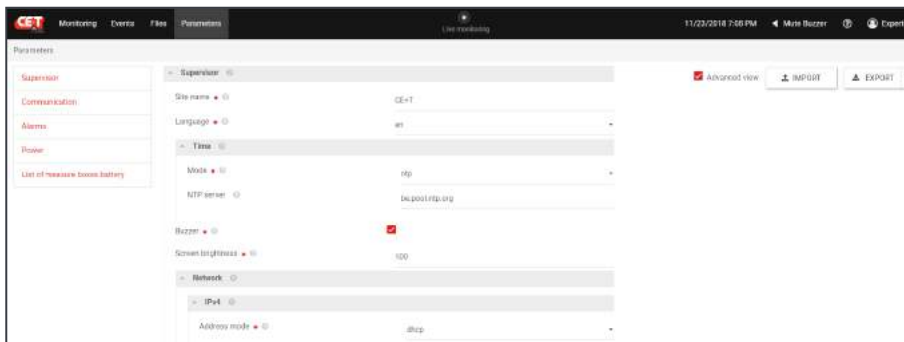 CE+T Monitoring Events Files Parameters Live monitoring 11/23/2018 7:08 PM Mute Buzzer Experi
Parameters
Supervisor
Communication
Alarms
Power
List of measure boxes battery
Supervisor
Advanced view IMPORT EXPORT
Site name CE+T
Language en
Time
Mode ntp
NTP server be.pool.ntp.org
Buzzer
Screen brightness 100
Network
IPv4
Address mode dhcp